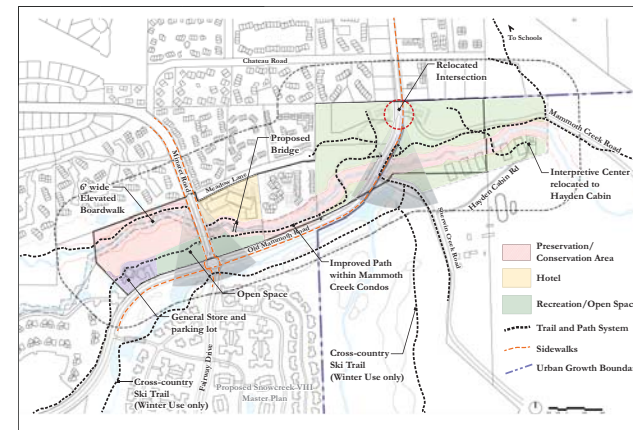 To Schools
Chateau Road
Relocated
Intersection
Mammoth Creek Road
Proposed
Bridge
Minaret Road
Meadow Lane
6' wide
Elevated
Boardwalk
Hayden Cabin Rd
Interpretive Center
relocated to
Hayden Cabin
Old Mammoth Road
Sherwin Creek Road
Improved Path
within Mammoth
Creek Condos
Open Space
General Store and
parking lot
Preservation/
Conservation Area
Hotel
Recreation/Open Spac
Trail and Path System
Sidewalks
Urban Growth Bounda
Cross-country
Ski Trail
(Winter Use only)
Fairway Drive
Proposed Snowcreek VIII
Master Plan
Cross-country
Ski Trail
(Winter Use only)